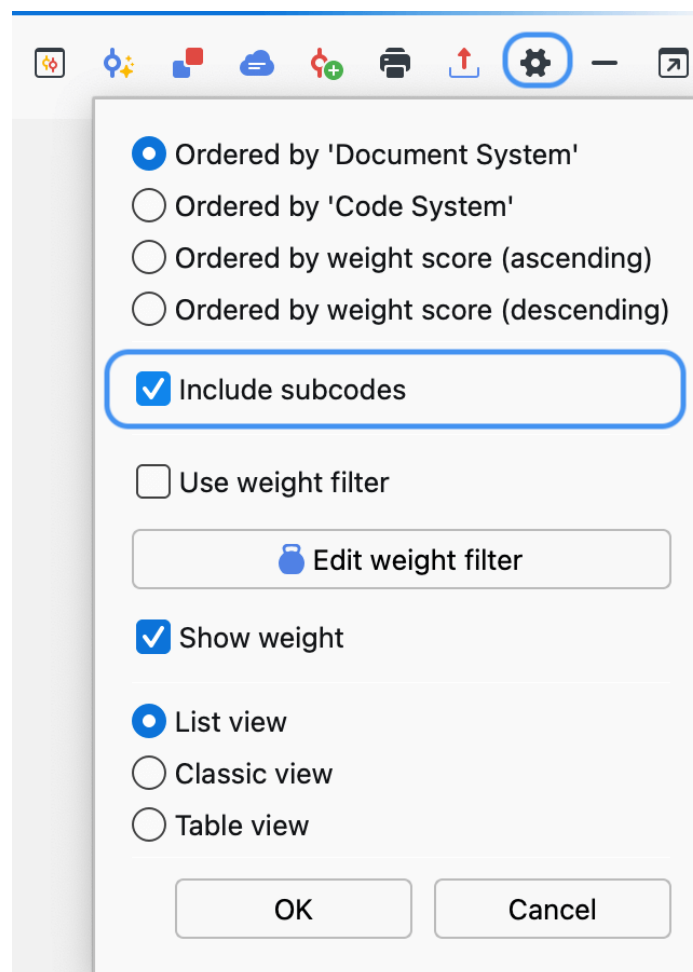 Ordered by 'Document System'
Ordered by 'Code System'
Ordered by weight score (ascending)
Ordered by weight score (descending)
Include subcodes
Use weight filter
Edit weight filter
Show weight
List view
Classic view
Table view
OK
Cancel